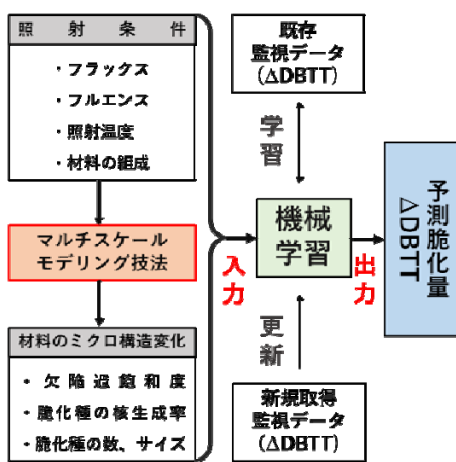 照射条件
・フラックス
・フルエンス
・照射温度
・材料の組成
マルチスケール
モデリング技法
材料のミクロ構造変化
・欠陥過飽和度
・脆化種の核生成率
・脆化種の数、サイズ
入力
既存
監視データ
(ΔDBTT)
学習
機械
学習
更新
新規取得
監視データ
(ΔDBTT)
出力
予測脆化量
ΔDBTT